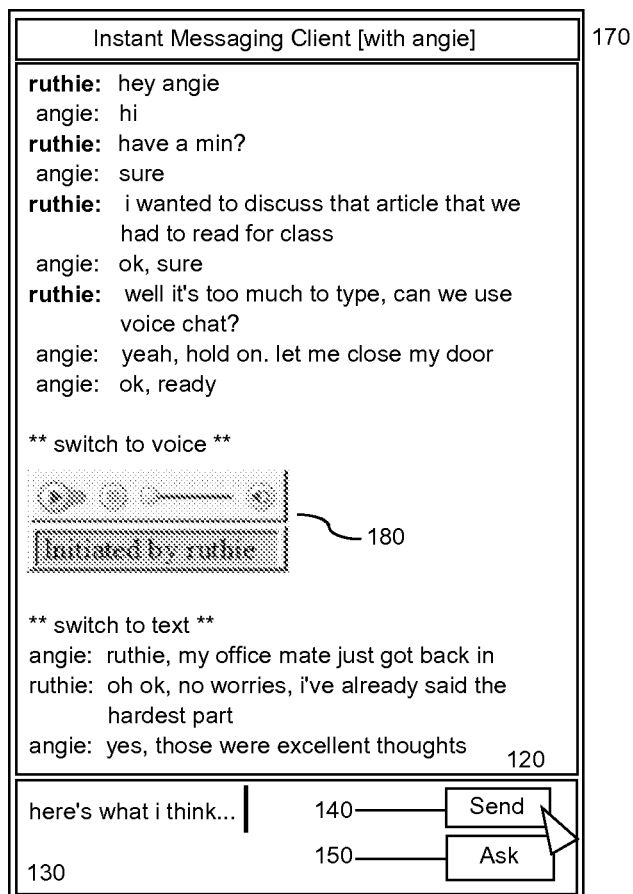 Instant Messaging Client [with angie]
170
ruthie: hey angie
angie: hi
ruthie: have a min?
angie: sure
ruthie: i wanted to discuss that article that we
had to read for class
angie: ok, sure
ruthie: well it's too much to type, can we use
voice chat?
angie: yeah, hold on. let me close my door
angie: ok, ready
** switch to voice **
Initiated by ruthie
180
** switch to text **
angie: ruthie, my office mate just got back in
ruthie: oh ok, no worries, i've already said the
hardest part
angie: yes, those were excellent thoughts
120
here's what i think...
140
Send
150
Ask
130